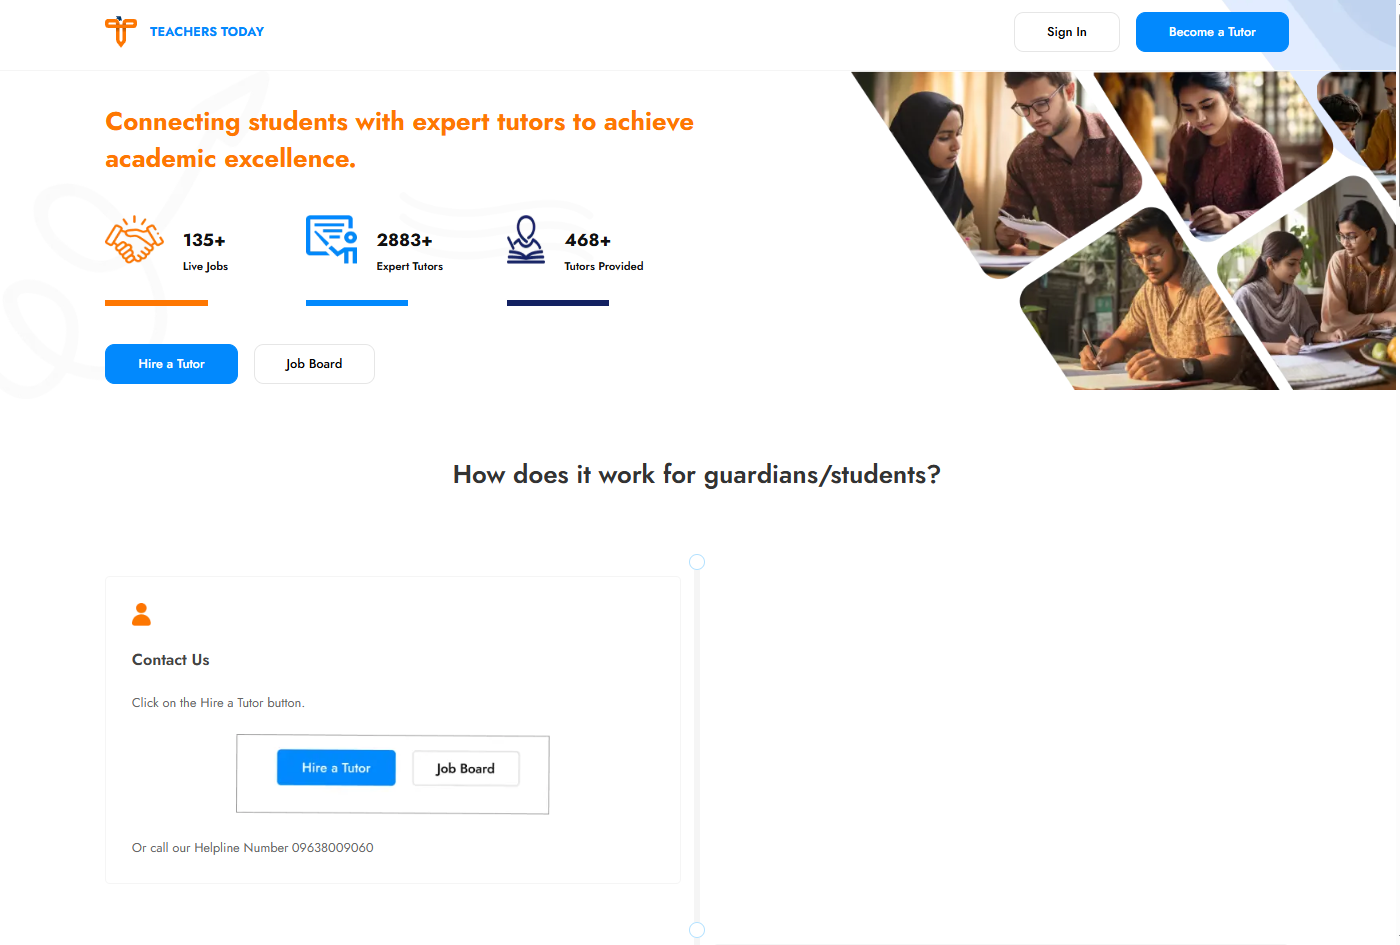 TEACHERS TODAY
Sign In
Become a Tutor
Connecting students with expert tutors to achieve
academic excellence.
135+
Live Jobs
2883+
Expert Tutors
468+
Tutors Provided
Hire a Tutor
Job Board
How does it work for guardians/students?
Contact Us
Click on the Hire a Tutor button.
Hire a Tutor
Job Board
Or call our Helpline Number 09638009060